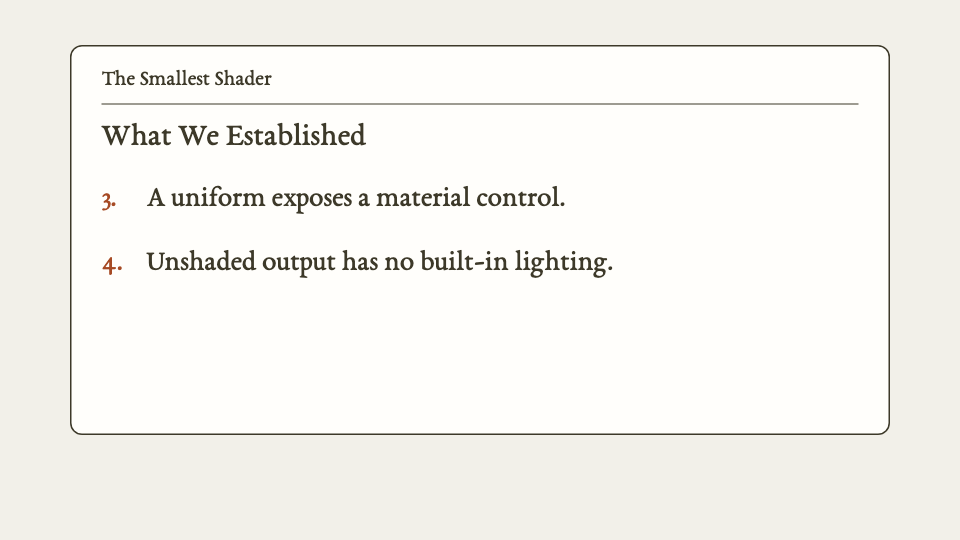 The Smallest Shader
What We Established
3. A uniform exposes a material control.
4. Unshaded output has no built-in lighting.